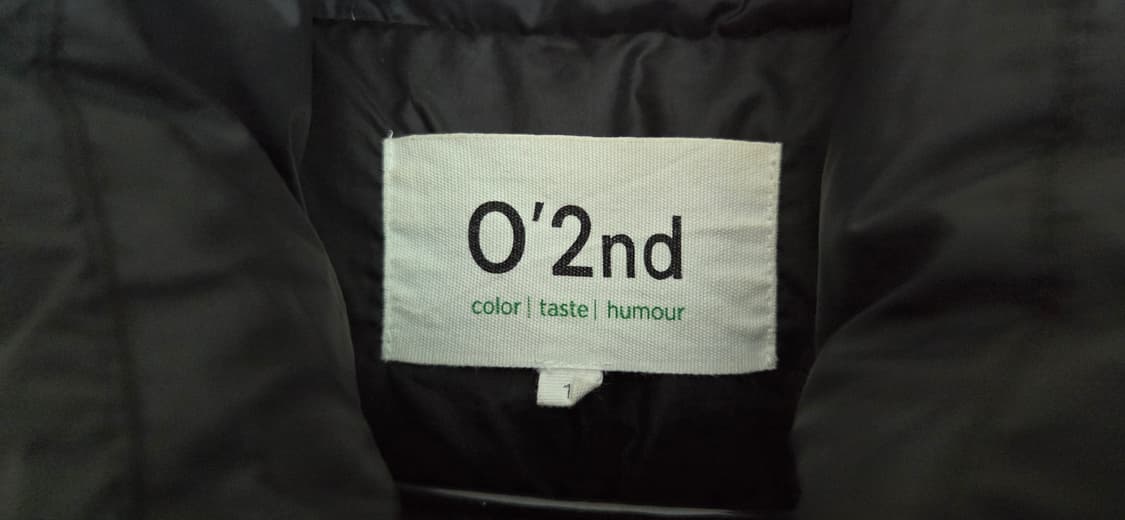 O'2nd
color | taste | humour
1